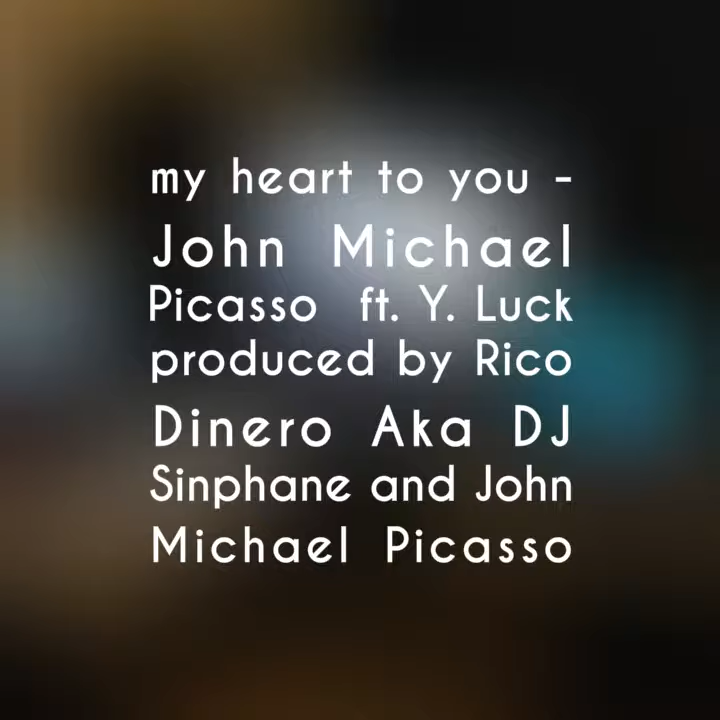 my heart to you -
John Michael
Picasso ft. Y. Luck
produced by Rico
Dinero Aka DJ
Sinphane and John
Michael Picasso